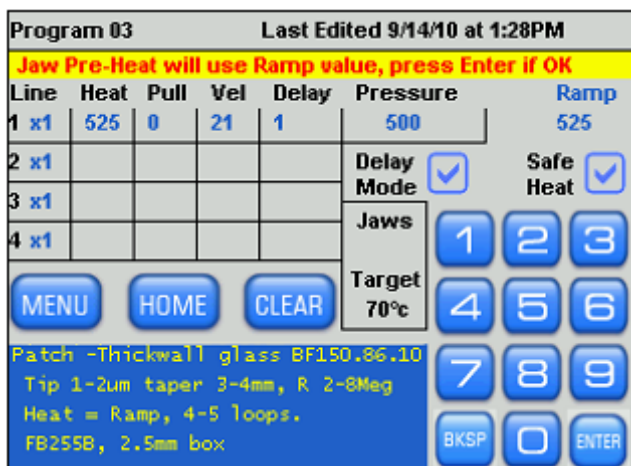 Program 03 Last Edited 9/14/10 at 1:28PM
Jaw Pre-Heat will use Ramp value, press Enter if OK
Line Heat Pull Vel Delay Pressure Ramp
1 x1 525 0 21 1 500 525
2 x1 Delay Mode Safe Heat
3 x1
4 x1 Jaws
1 2 3
Target
70°c
MENU HOME CLEAR 4 5 6
Patch -Thickwall glass BF150.86.10
Tip 1-2um taper 3-4mm, R 2-8Meg
7 8 9
Heat = Ramp, 4-5 loops.
FB255B, 2.5mm box
BKSP 0 ENTER